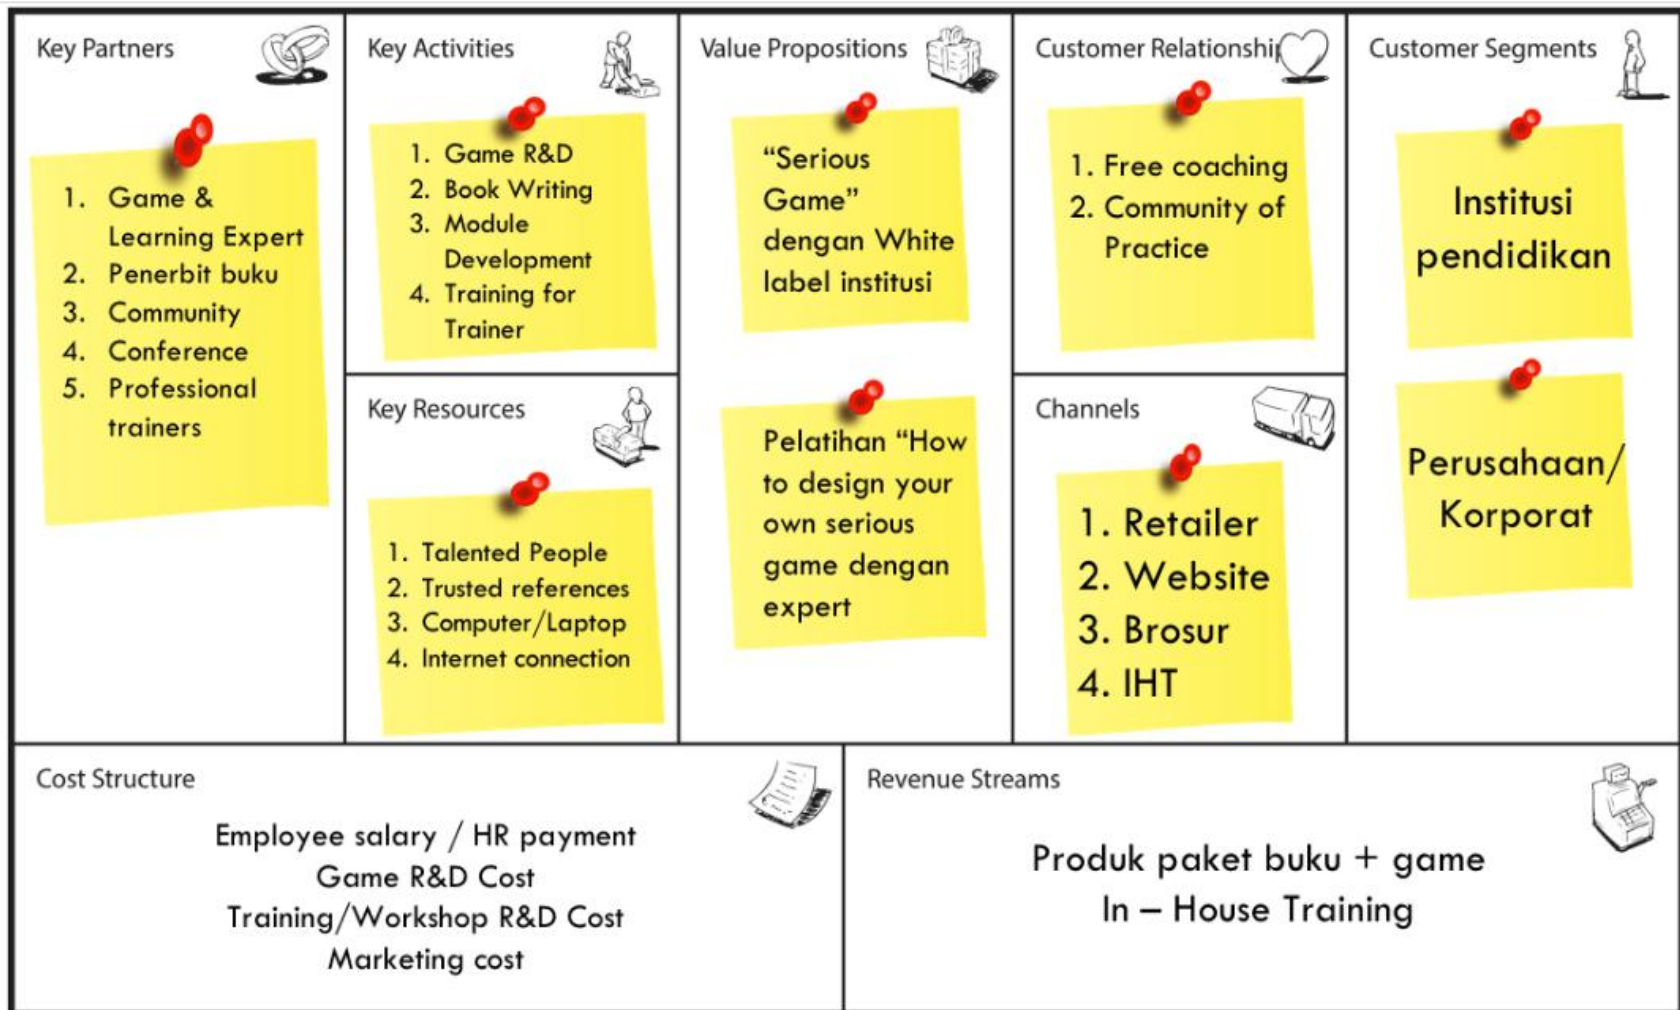 Key Partners
1. Game &
Learning Expert
2. Penerbit buku
3. Community
4. Conference
5. Professional
trainers
Key Activities
1. Game R&D
2. Book Writing
3. Module
Development
4. Training for
Trainer
Key Resources
1. Talented People
2. Trusted references
3. Computer/Laptop
4. Internet connection
Value Propositions
“Serious
Game”
dengan White
label institusi
Pelatihan “How
to design your
own serious
game dengan
expert
Customer Relationship
1. Free coaching
2. Community of
Practice
Channels
1. Retailer
2. Website
3. Brosur
4. IHT
Customer Segments
Institusi
pendidikan
Perusahaan/
Korporat
Cost Structure
Employee salary / HR payment
Game R&D Cost
Training/Workshop R&D Cost
Marketing cost
Revenue Streams
Produk paket buku + game
In – House Training